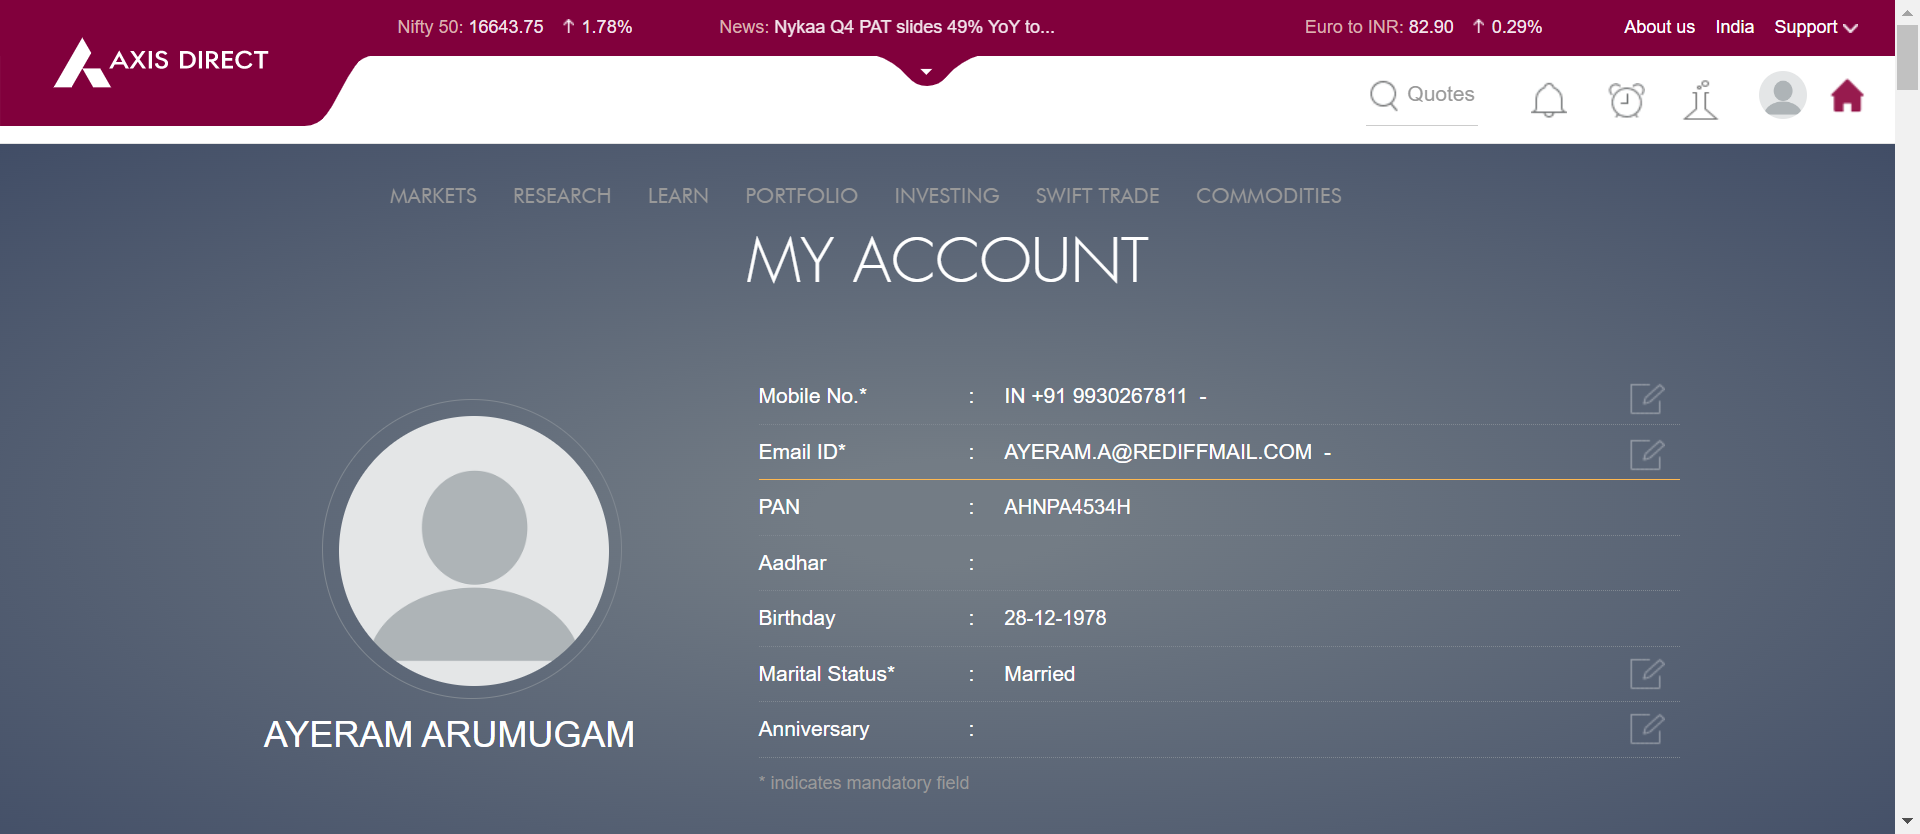 Nifty 50: 16643.75 ↑ 1.78% News: Nykaa Q4 PAT slides 49% YoY to... Euro to INR: 82.90 ↑ 0.29% About us India Support
AXIS DIRECT
Quotes
MARKETS RESEARCH LEARN PORTFOLIO INVESTING SWIFT TRADE COMMODITIES
MY ACCOUNT
Mobile No.* : IN +91 9930267811 -
Email ID* : AYERAM.A@REDIFFMAIL.COM -
PAN : AHNPA4534H
Aadhar :
Birthday : 28-12-1978
Marital Status* : Married
Anniversary :
* indicates mandatory field
AYERAM ARUMUGAM